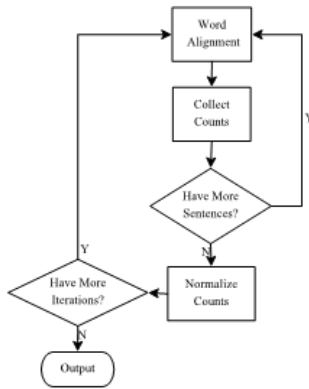 Word
Alignment
Collect
Counts
Y
Have More
Sentences?
N
Y
Have More
Iterations?
Normalize
Counts
N
Output